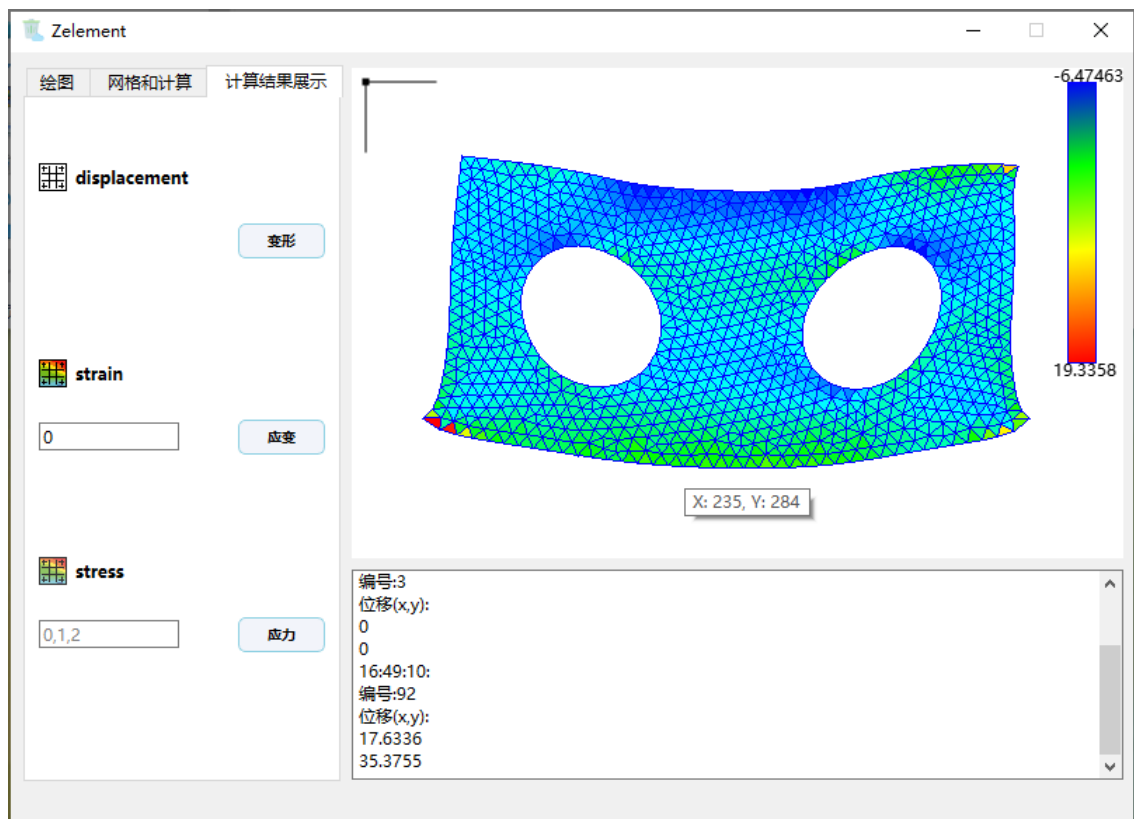 Zelement
绘图 网格和计算 计算结果展示
displacement
变形
strain
0 应变
stress
0,1,2 应力
-6.47463
19.3358
X: 235, Y: 284
编号:3
位移(x,y):
0
0
16:49:10:
编号:92
位移(x,y):
17.6336
35.3755